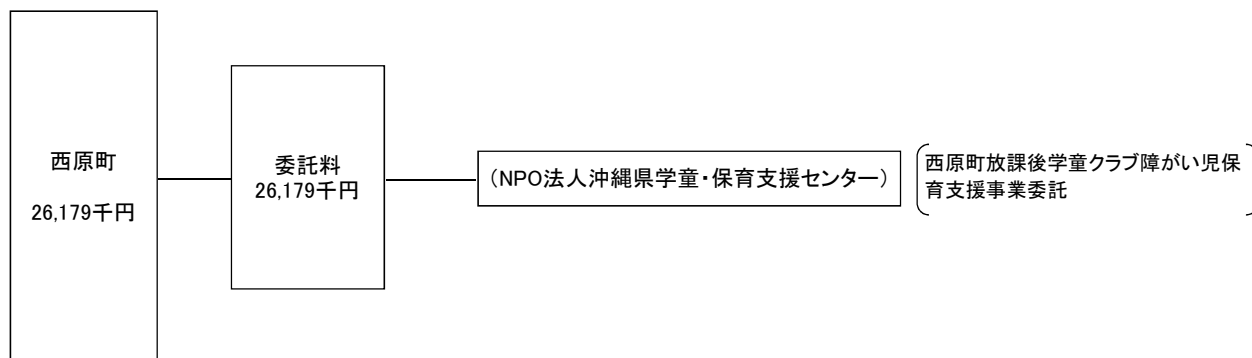 西原町
26,179千円
委託料
26,179千円
(NPO法人沖縄県学童・保育支援センター)
西原町放課後学童クラブ障がい児保
育支援事業委託